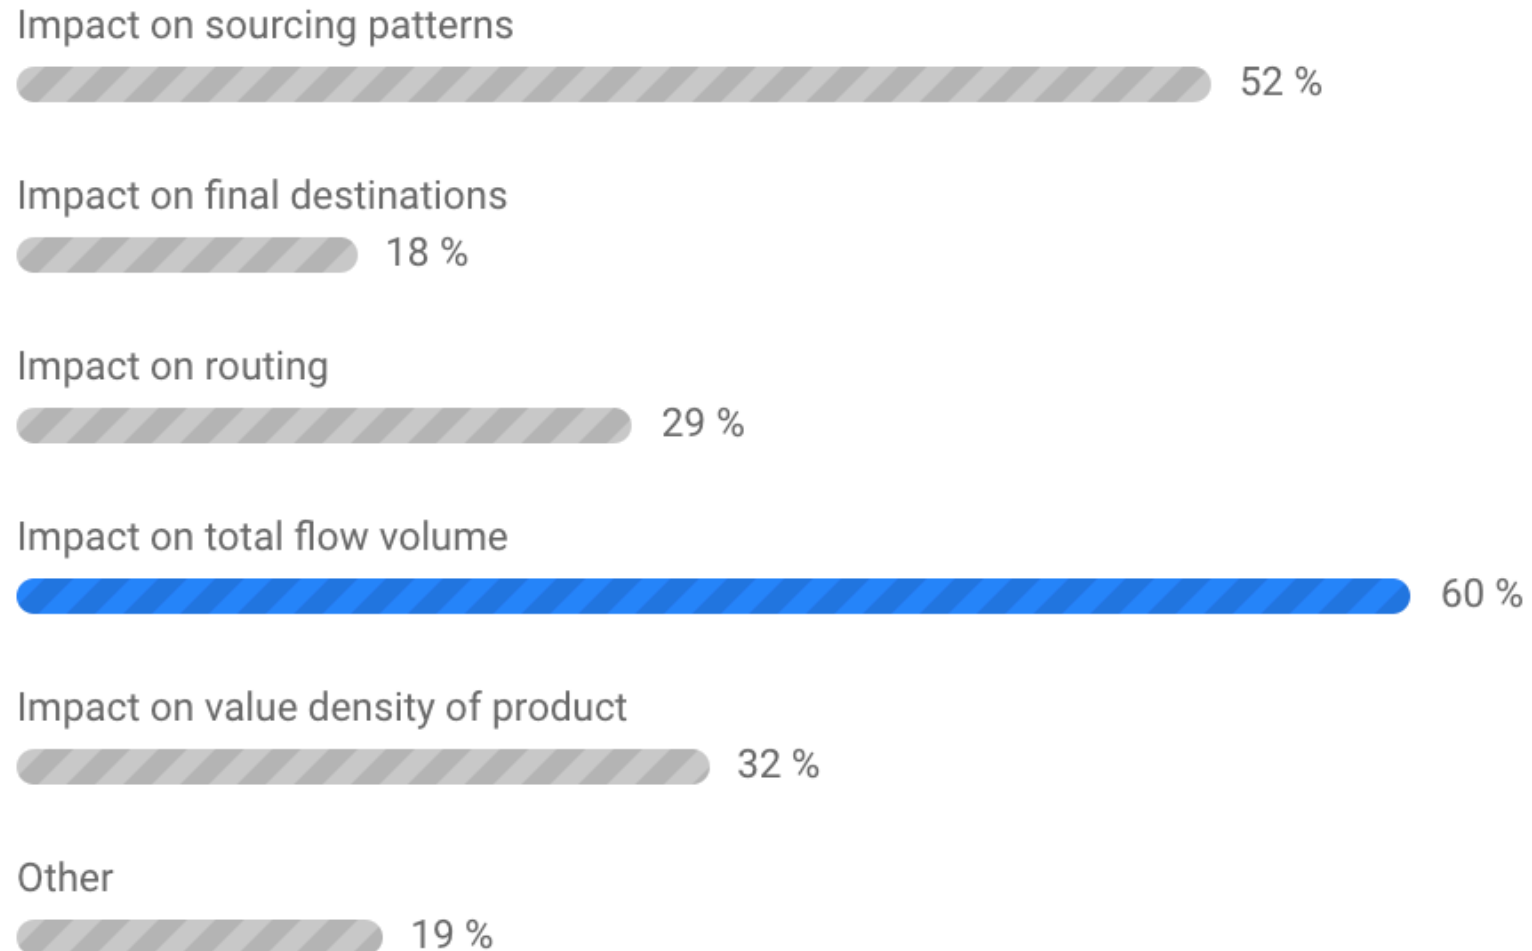 Impact on sourcing patterns
52 %
Impact on final destinations
18 %
Impact on routing
29 %
Impact on total flow volume
60 %
Impact on value density of product
32 %
Other
19 %